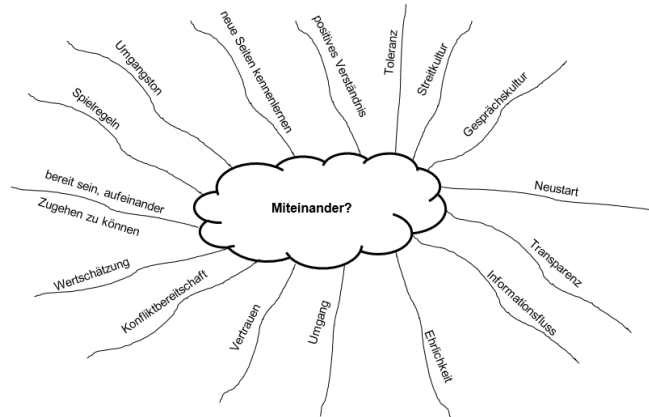 Miteinander?
Spielregeln
Umgangston
neue Seiten kennenlernen
positives Verständnis
Toleranz
Streitkultur
Gesprächskultur
Neustart
Transparenz
Informationsfluss
Ehrlichkeit
Umgang
Vertrauen
Konfliktbereitschaft
Wertschätzung
bereit sein, aufeinander
Zugehen zu können